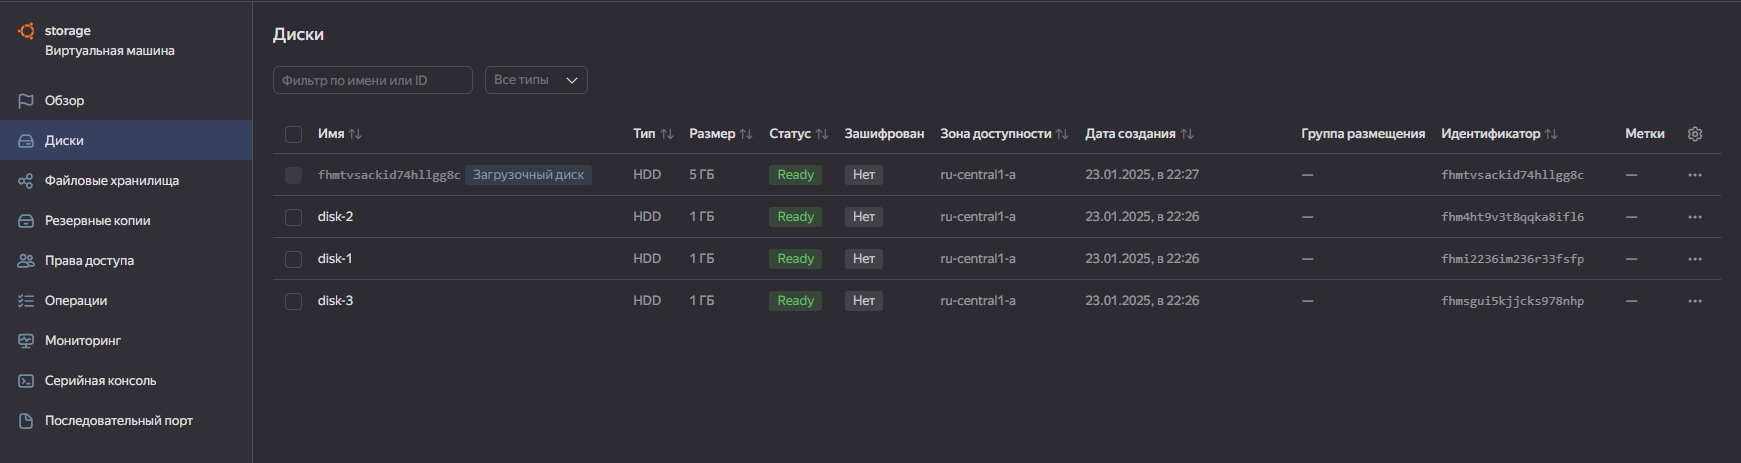 storage
Виртуальная машина
Обзор
Диски
Файловые хранилища
Резервные копии
Права доступа
Операции
Мониторинг
Серийная консоль
Последовательный порт
Диски
Фильтр по имени или ID Все типы
Имя Тип Размер Статус Зашифрован Зона доступности Дата создания Группа размещения Идентификатор Метки
fhmtvsackid74hllgg8c Загрузочный диск HDD 5 ГБ Ready Нет ru-central1-a 23.01.2025, в 22:27 — fhmtvsackid74hllgg8c —
disk-2 HDD 1 ГБ Ready Нет ru-central1-a 23.01.2025, в 22:26 — fhm4ht9v3t8qqka8ifl6 —
disk-1 HDD 1 ГБ Ready Нет ru-central1-a 23.01.2025, в 22:26 — fhmi2236im236r33fsfp —
disk-3 HDD 1 ГБ Ready Нет ru-central1-a 23.01.2025, в 22:26 — fhmsgui5kjjcks978nhp —